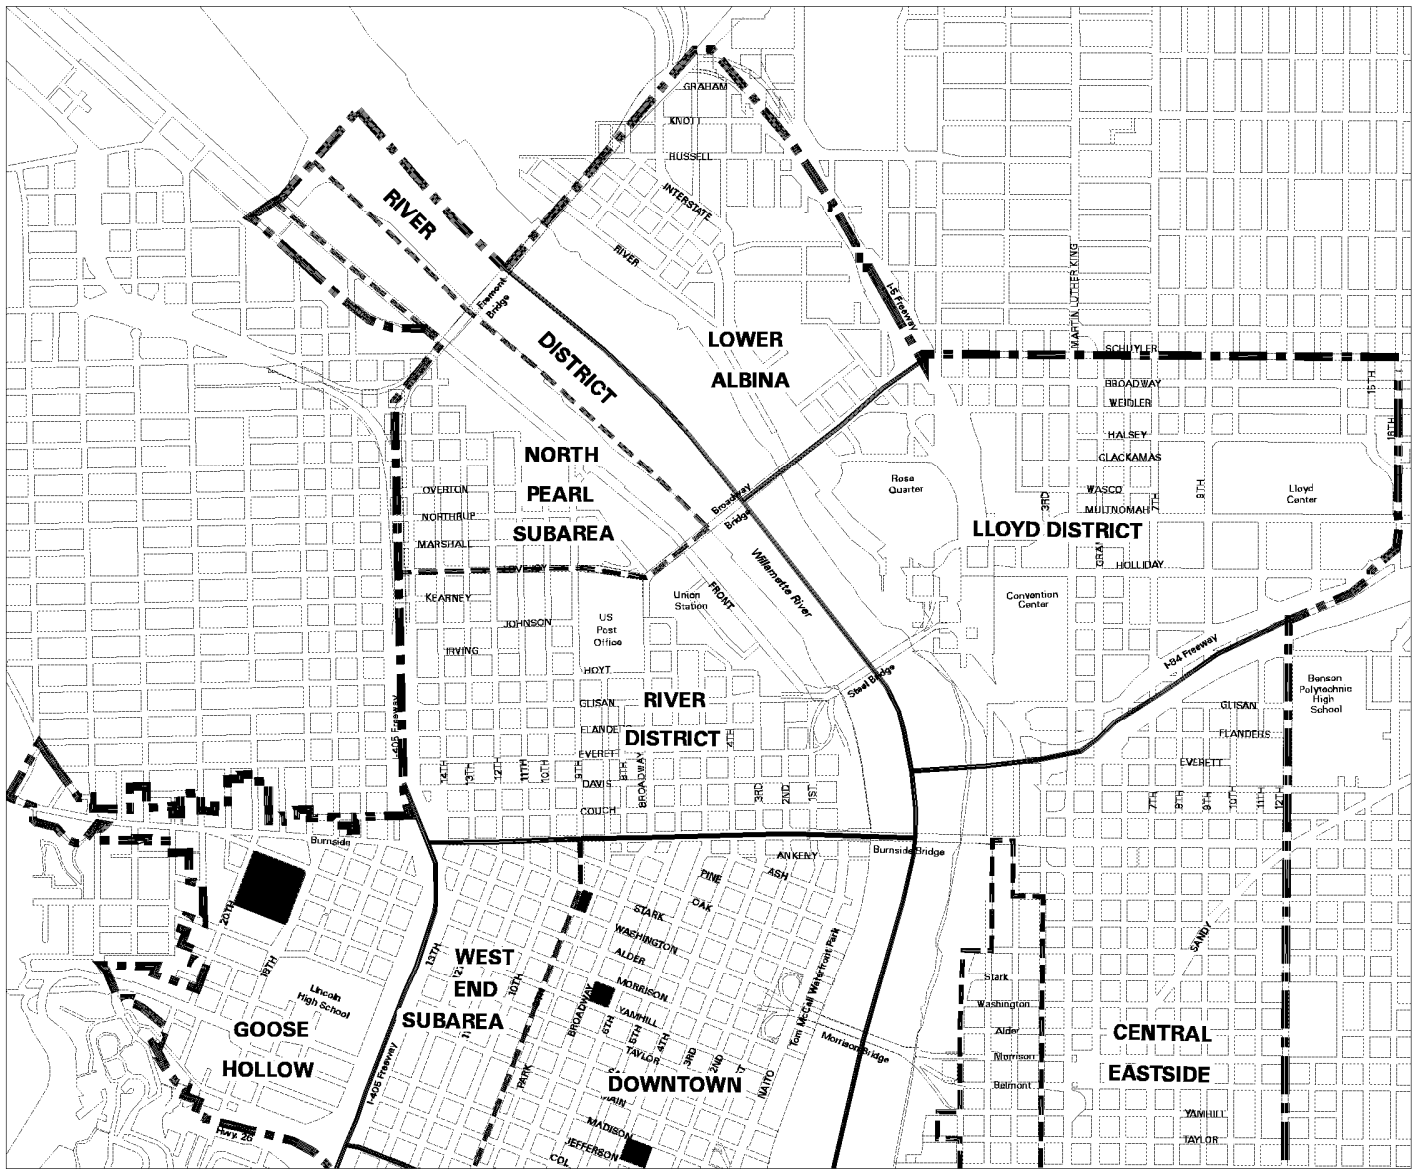 GRAHAM
KNOTT
RUSSELL
INTERSTATE
RIVER
RIVER
DISTRICT
Fremont
Bridge
I-5 Freeway
MARTIN LUTHER KING
LOWER
ALBINA
SCHUYLER
BROADWAY
WEIDLER
15TH
16TH
HALSEY
CLACKAMAS
NORTH
PEARL
SUBAREA
OVERTON
NORTHRUP
MARSHALL
LOVEJOY
KEARNEY
JOHNSON
IRVING
Broadway
Bridge
Rose
Quarter
Lloyd
Center
3RD
WASCO
MULTNOMAH
7TH
9TH
LLOYD DISTRICT
HOLLIDAY
Convention
Center
Willamette River
FRONT
Union
Station
US
Post
Office
HOYT
GLISAN
EVERETT
DAVIS
COUCH
RIVER
DISTRICT
4TH
Steel Bridge
I-84 Freeway
Benson
Polytechnic
High
School
GLISAN
FLANDERS
EVERETT
I-405 Freeway
14TH
13TH
12TH
11TH
10TH
9TH
8TH
BROADWAY
3RD
2ND
1ST
7TH
8TH
9TH
10TH
11TH
12TH
Burnside
Burnside Bridge
ANKENY
ASH
PINE
OAK
STARK
WASHINGTON
ALDER
MORRISON
YAMHILL
TAYLOR
MADISON
JEFFERSON
COL
20TH
18TH
Lincoln
High School
GOOSE
HOLLOW
Hwy. 26
I-405 Freeway
13TH
10TH
WEST
END
SUBAREA
BROADWAY
PARK
6TH
5TH
4TH
3RD
2ND
DOWNTOWN
NAITO
Tom McCall Waterfront Park
Morrison Bridge
SANDY
Stark
Washington
Alder
Morrison
Belmont
CENTRAL
EASTSIDE
YAMHILL
TAYLOR